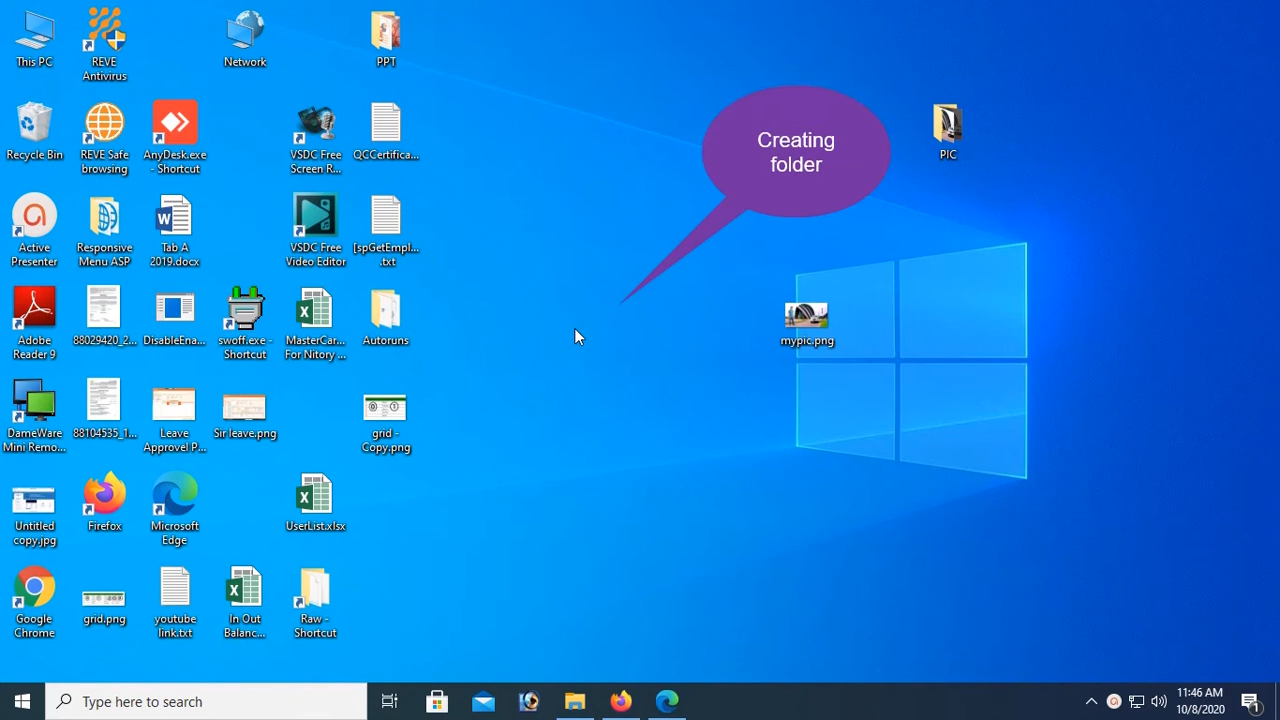 This PC
REVE
Antivirus
Network
PPT
Creating
folder
PIC
Recycle Bin
REVE Safe
browsing
AnyDesk.exe
- Shortcut
VSDC Free
Screen R...
QCCertifica...
Active
Presenter
Responsive
Menu ASP
Tab A
2019.docx
VSDC Free
Video Editor
[spGetEmpl...
.txt
Adobe
Reader 9
88029420_2...
DisableEna...
swoff.exe -
Shortcut
MasterCar...
For Nitory ...
Autoruns
mypic.png
DameWare
Mini Remo...
88104535_1...
Leave
Approvel P...
Sir leave.png
grid -
Copy.png
Untitled
copy.jpg
Firefox
Microsoft
Edge
UserList.xlsx
Google
Chrome
grid.png
youtube
link.txt
In Out
Balanc...
Raw -
Shortcut
Type here to search
11:46 AM
10/8/2020
1